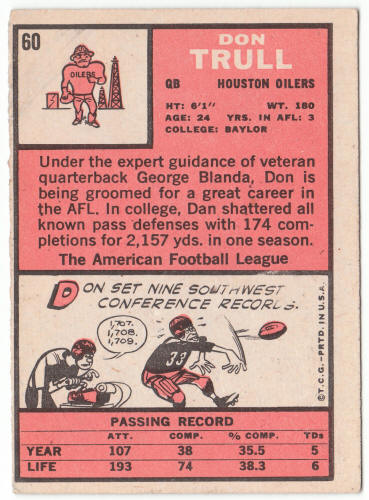 60
OILERS
DON
TRULL
QB HOUSTON OILERS
HT: 6'1" WT. 180
AGE: 24 YRS. IN AFL: 3
COLLEGE: BAYLOR
Under the expert guidance of veteran
quarterback George Blanda, Don is
being groomed for a great career in
the AFL. In college, Dan shattered all
known pass defenses with 174 com-
pletions for 2,157 yds. in one season.
The American Football League
DON SET NINE SOUTHWEST
CONFERENCE RECORDS.
1,707.
1,708.
1,709.
33
©T.C.G.-PRTD. IN U.S.A.
PASSING RECORD
ATT. COMP. % COMP. TDs
YEAR 107 38 35.5 5
LIFE 193 74 38.3 6